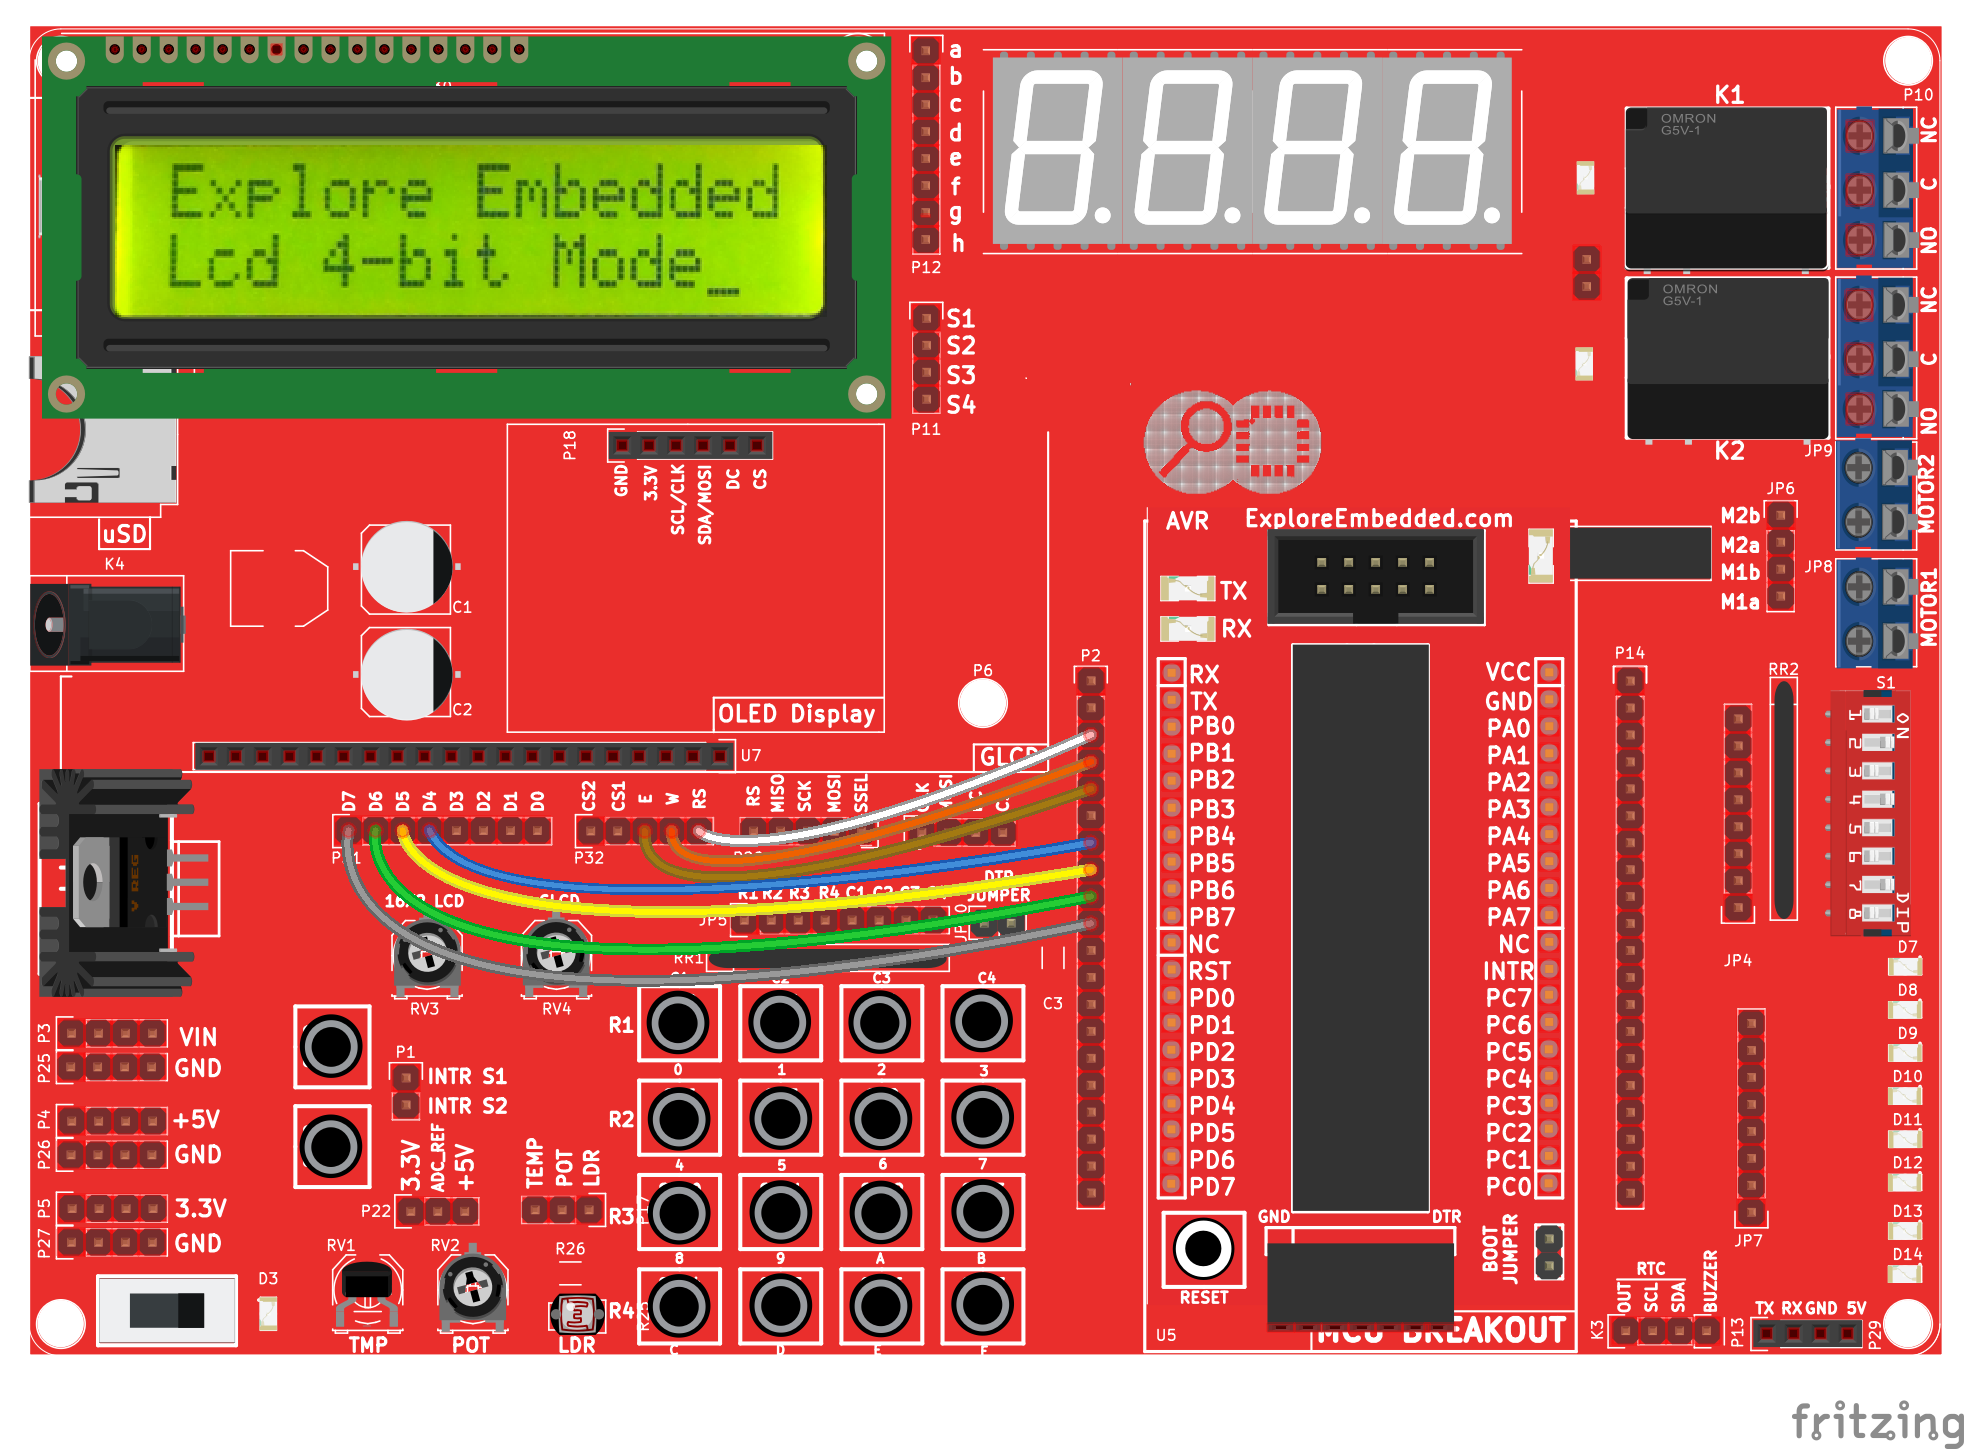 Explore Embedded
Lcd 4-bit Mode_
a
b
c
d
e
f
g
h
P12
S1
S2
S3
S4
P11
K1
OMRON
G5V-1
P10
NC
C
NO
OMRON
G5V-1
NC
C
NO
K2
JP9
MOTOR2
JP6
M2b
M2a
M1b
M1a
JP8
MOTOR1
P18
GND
3.3V
SCL/CLK
SDA/MOSI
DC
CS
uSD
K4
C1
C2
OLED Display
P6
U7
AVR
ExploreEmbedded.com
TX
RX
P2
RX
TX
PB0
PB1
PB2
PB3
PB4
PB5
PB6
PB7
NC
RST
PD0
PD1
PD2
PD3
PD4
PD5
PD6
PD7
VCC
GND
PA0
PA1
PA2
PA3
PA4
PA5
PA6
PA7
NC
INTR
PC7
PC6
PC5
PC4
PC3
PC2
PC1
PC0
P14
RR2
S1
ON
1
2
3
4
5
6
7
8
DIP
D7
D6
D5
D4
D3
D2
D1
D0
CS2
CS1
E
W
RS
RS
MISO
SCK
MOSI
SSEL
P32
V REG
LCD
JUMPER
R1 R2 R3 R4 C1
JP5
RR1
RV3
RV4
C3
C3
C4
R1
0
1
2
3
R2
4
5
6
7
R3
8
9
A
B
R4
P3
VIN
P25
GND
P4
+5V
P26
GND
P5
3.3V
P27
GND
P1
INTR S1
INTR S2
3.3V
ADC_REF
+5V
P22
TEMP
POT
LDR
RV1
RV2
R26
D3
TMP
POT
LDR
GND
DTR
RESET
BOOT
JUMPER
U5
MCU BREAKOUT
JP4
D7
D8
D9
D10
D11
D12
D13
D14
JP7
RTC
OUT
SCL
SDA
BUZZER
K3
P13
TX RX GND 5V
P29
fritzing